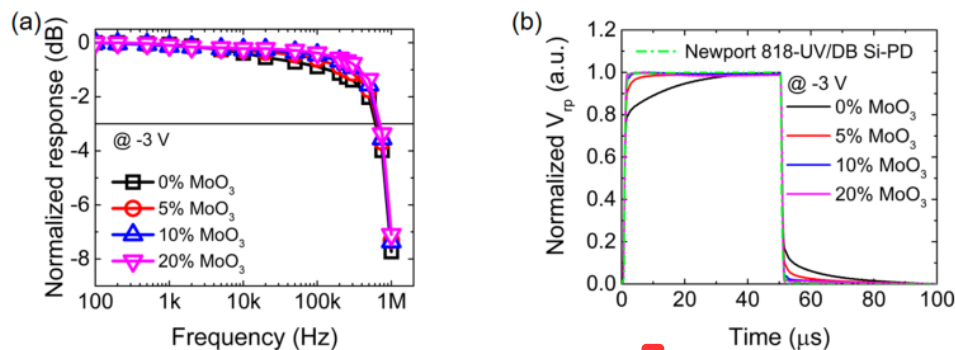 (a)
Normalized response (dB)
0
-2
-4
-6
-8
@ -3 V
0% MoO₃
5% MoO₃
10% MoO₃
20% MoO₃
100 1k 10k 100k 1M
Frequency (Hz)
(b)
Normalized Vrp (a.u.)
1.0
0.8
0.6
0.4
0.2
0.0
Newport 818-UV/DB Si-PD
@ -3 V
0% MoO₃
5% MoO₃
10% MoO₃
20% MoO₃
0 20 40 60 80 100
Time (μs)